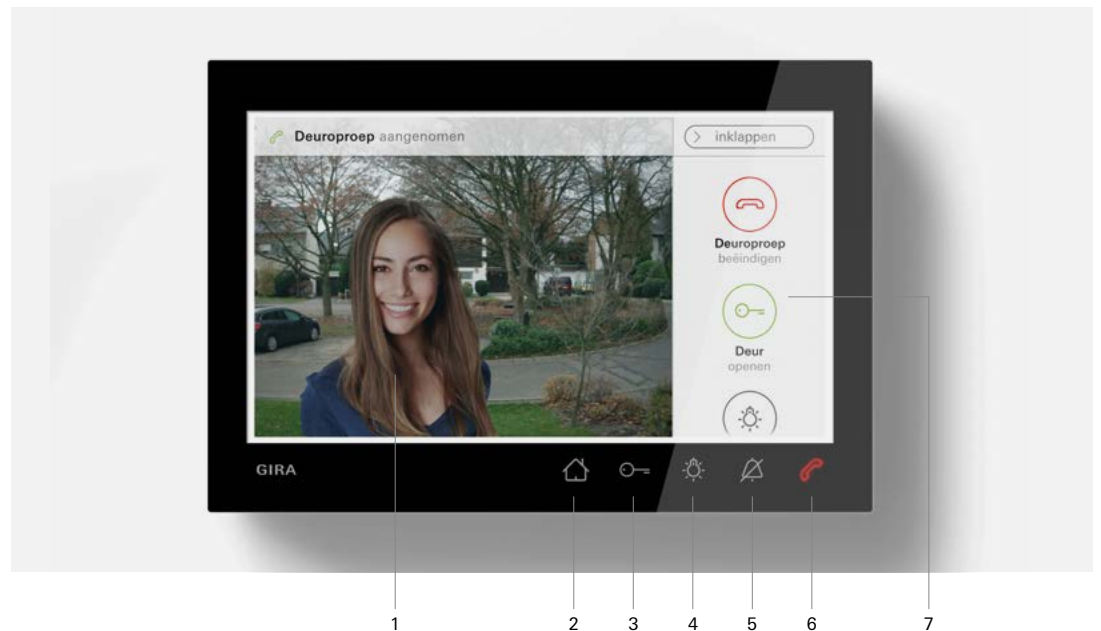 Deuroproep aangenomen
inklappen
Deuroproep
beëindigen
Deur
openen
GIRA
1 2 3 4 5 6 7